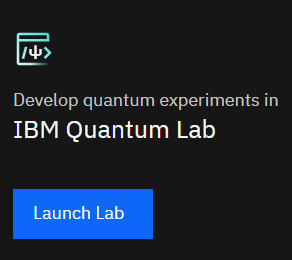 Develop quantum experiments in
IBM Quantum Lab
Launch Lab